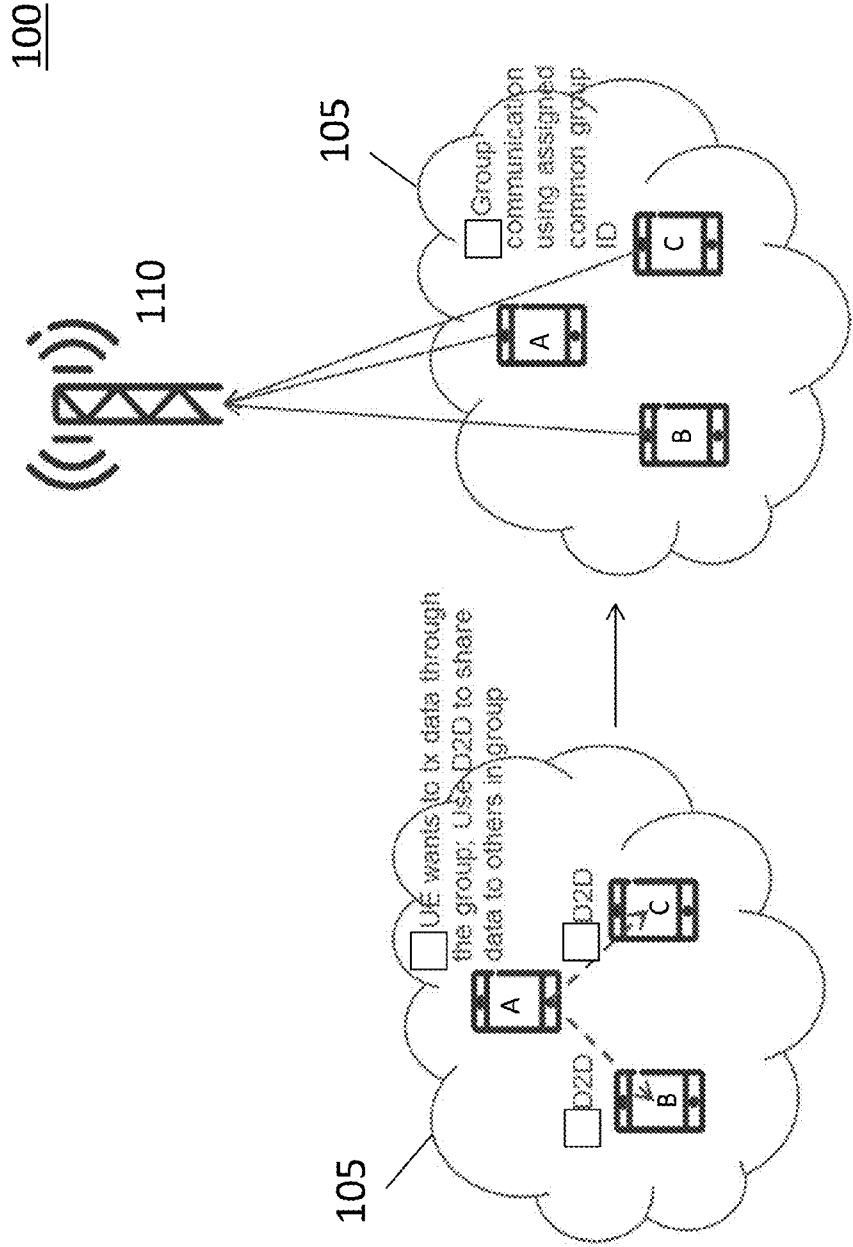 100
105
UE wants to tx data through
the group; Use D2D to share
data to others in group
A
D2D
D2D
B
C
110
105
Group
communication
using assigned
common group
ID
A
B
C